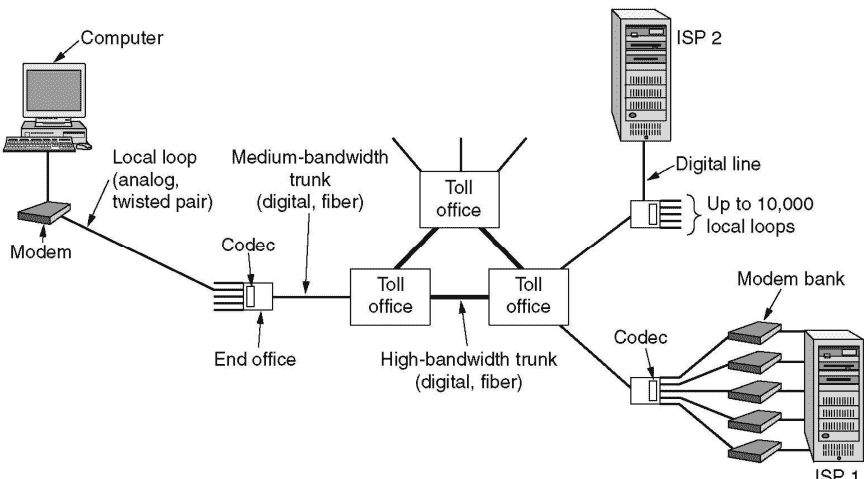 Computer
ISP 2
Local loop
(analog,
twisted pair)
Medium-bandwidth
trunk
(digital, fiber)
Digital line
Toll
office
Up to 10,000
local loops
Modem
Codec
Toll
office
Toll
office
Modem bank
End office
High-bandwidth trunk
(digital, fiber)
Codec
ISP 1